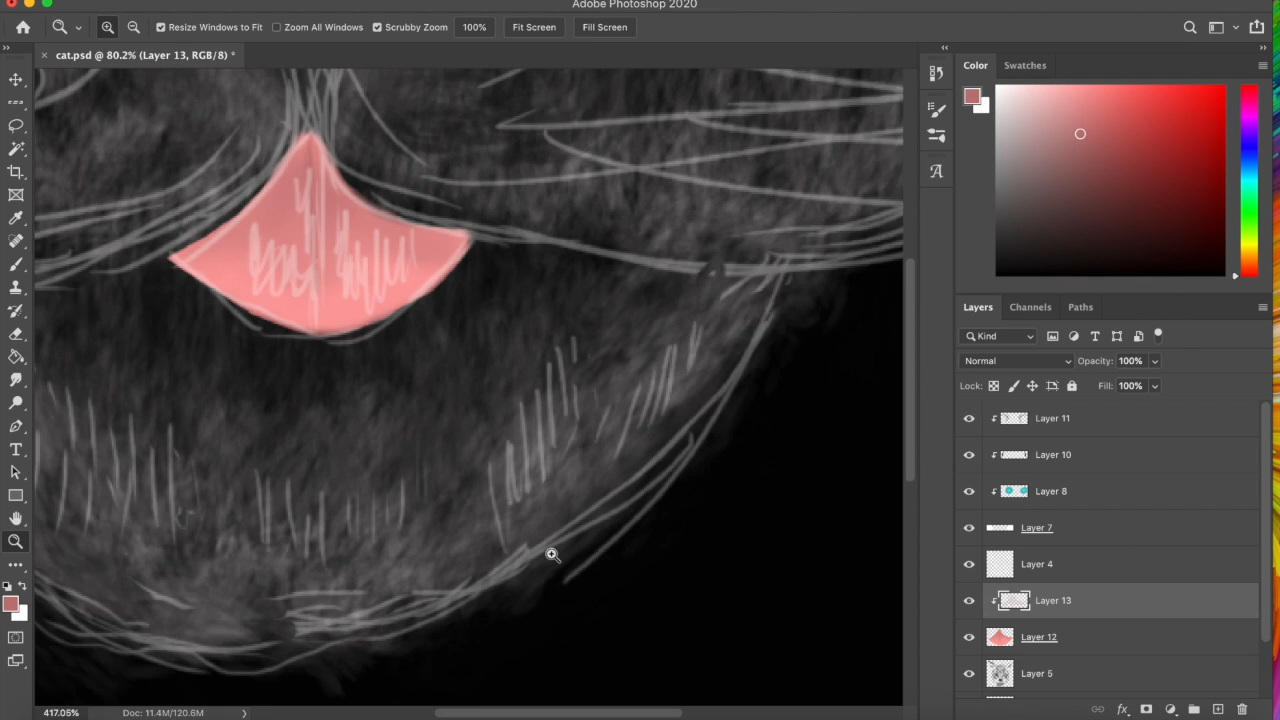 Adobe Photoshop 2020
Resize Windows to Fit Zoom All Windows Scrubby Zoom 100% Fit Screen Fill Screen
cat.psd @ 80.2% (Layer 13, RGB/8) *
Color Swatches
Layers Channels Paths
Kind
Normal Opacity: 100%
Lock: Fill: 100%
Layer 11
Layer 10
Layer 8
Layer 7
Layer 4
Layer 13
Layer 12
Layer 5
417.05% Doc: 11.4M/120.6M